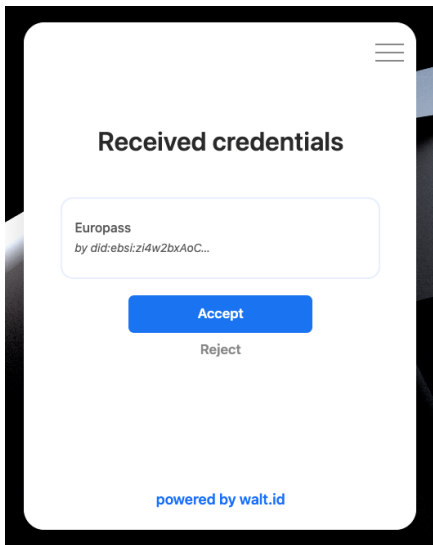 Received credentials
Europass
by did:ebsi:zi4w2bxAoC...
Accept
Reject
powered by walt.id